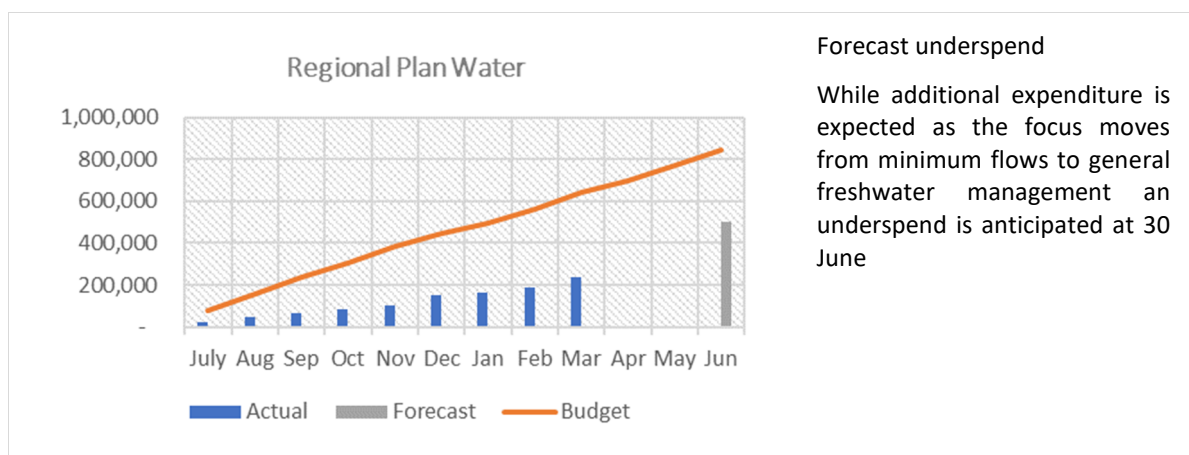 Regional Plan Water
1,000,000
800,000
600,000
400,000
200,000
-
July Aug Sep Oct Nov Dec Jan Feb Mar Apr May Jun
Actual Forecast Budget
Forecast underspend
While additional expenditure is
expected as the focus moves
from minimum flows to general
freshwater management an
underspend is anticipated at 30
June